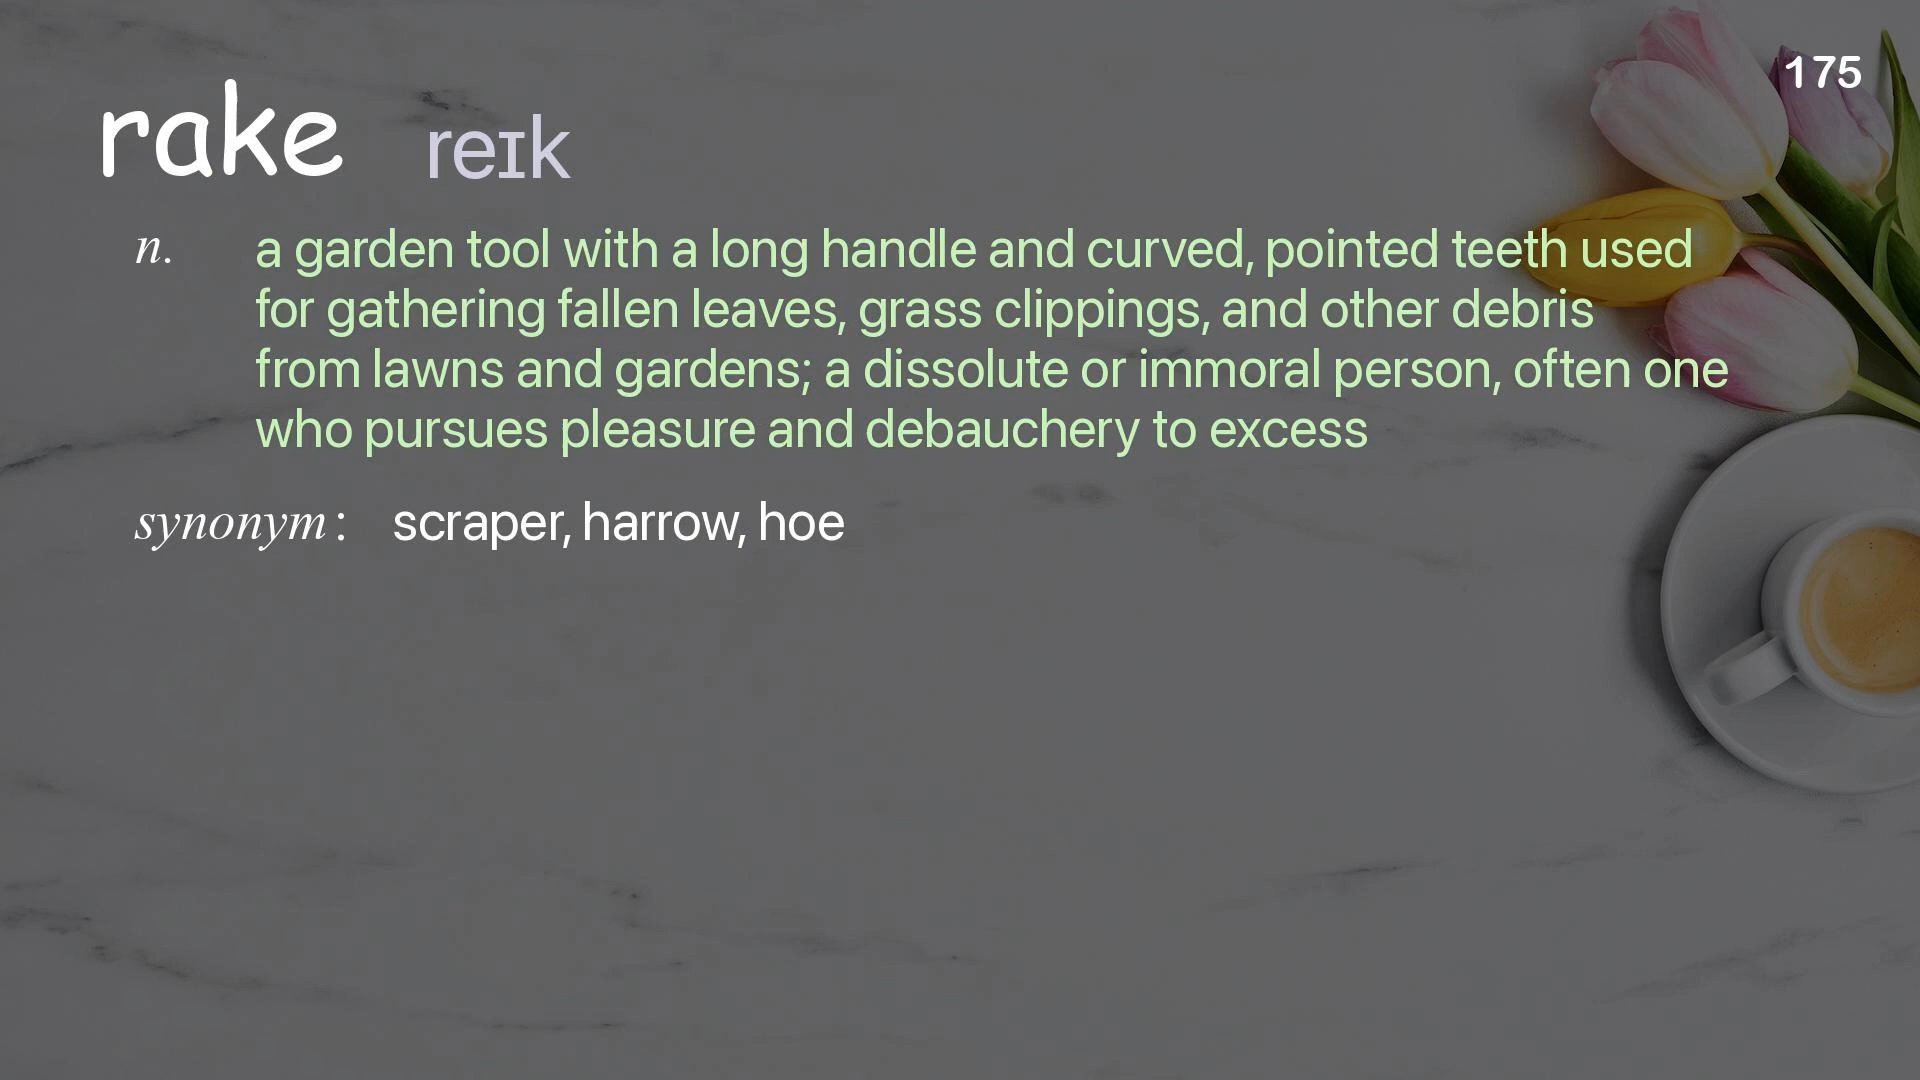 175
rake reɪk
n. a garden tool with a long handle and curved, pointed teeth used
for gathering fallen leaves, grass clippings, and other debris
from lawns and gardens; a dissolute or immoral person, often one
who pursues pleasure and debauchery to excess
synonym: scraper, harrow, hoe